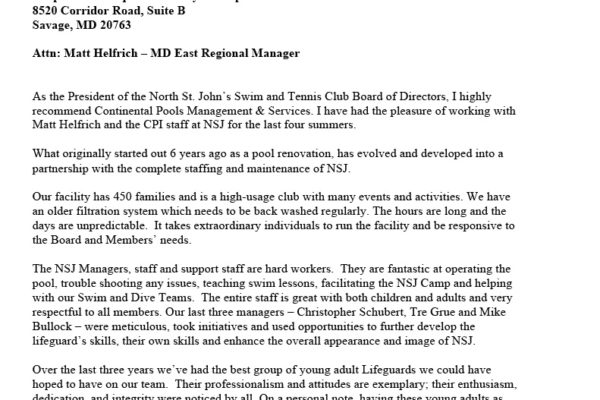 8520 Corridor Road, Suite B
Savage, MD 20763
Attn: Matt Helfrich – MD East Regional Manager
As the President of the North St. John's Swim and Tennis Club Board of Directors, I highly
recommend Continental Pools Management & Services. I have had the pleasure of working with
Matt Helfrich and the CPI staff at NSJ for the last four summers.
What originally started out 6 years ago as a pool renovation, has evolved and developed into a
partnership with the complete staffing and maintenance of NSJ.
Our facility has 450 families and is a high-usage club with many events and activities. We have
an older filtration system which needs to be back washed regularly. The hours are long and the
days are unpredictable.  It takes extraordinary individuals to run the facility and be responsive to
the Board and Members' needs.
The NSJ Managers, staff and support staff are hard workers.  They are fantastic at operating the
pool, trouble shooting any issues, teaching swim lessons, facilitating the NSJ Camp and helping
with our Swim and Dive Teams.  The entire staff is great with both children and adults and very
respectful to all members. Our last three managers – Christopher Schubert, Tre Grue and Mike
Bullock – were meticulous, took initiatives and used opportunities to further develop the
lifeguard's skills, their own skills and enhance the overall appearance and image of NSJ.
Over the last three years we've had the best group of young adult Lifeguards we could have
hoped to have on our team.  Their professionalism and attitudes are exemplary; their enthusiasm,
dedication, and integrity were noticed by all. On a personal note, having these young adults as